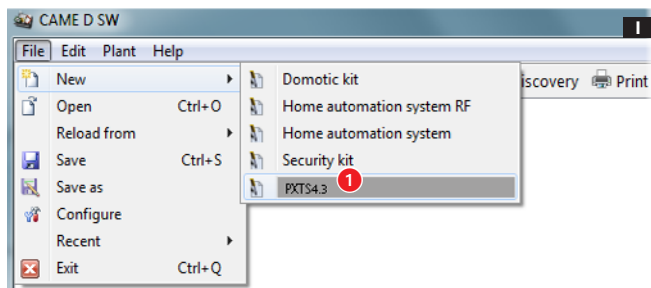 CAME D SW
I
File Edit Plant Help
iscovery Print
New
Open Ctrl+O
Reload from
Save Ctrl+S
Save as
Configure
Recent
Exit Ctrl+Q
Domotic kit
Home automation system RF
Home automation system
Security kit
PXTS4.3 1